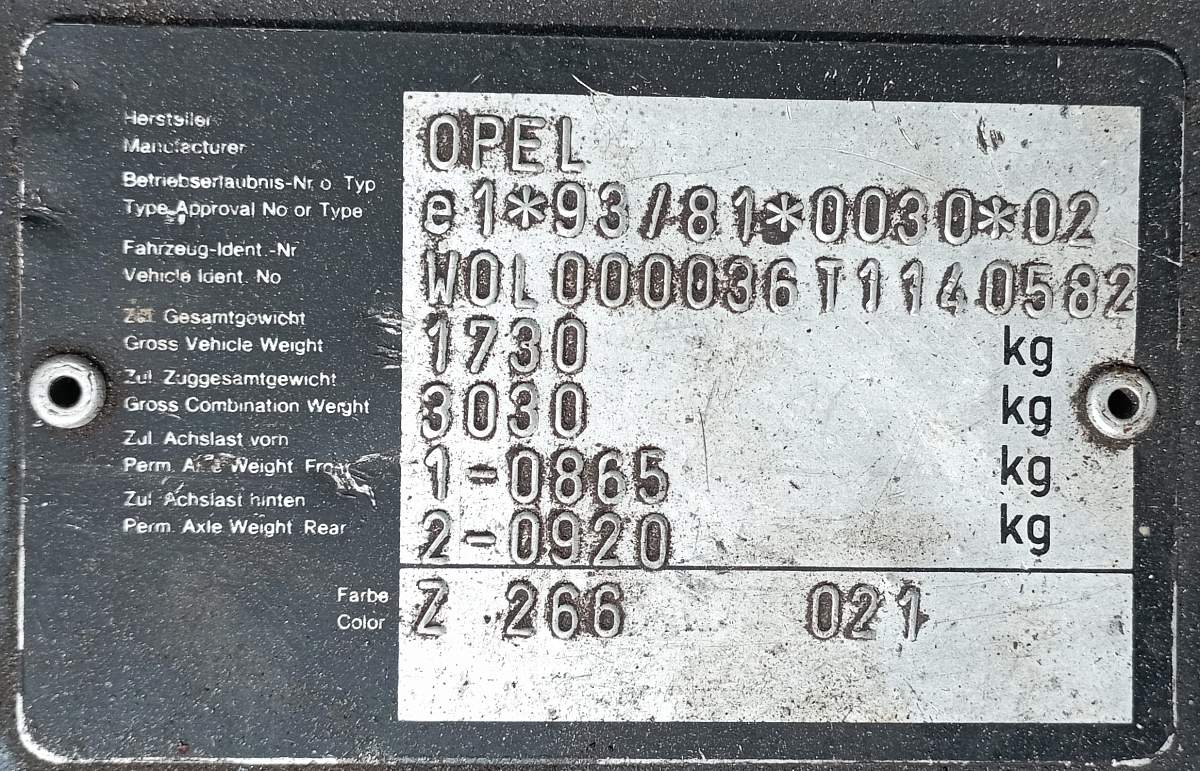 Hersteller
Manufacturer
OPEL
Betriebserlaubnis-Nr o. Typ
Type Approval No or Type
e1*93/81*0030*02
Fahrzeug-Ident.-Nr
Vehicle Ident. No
W0L000036T1140582
Zul Gesamtgewicht
Gross Vehicle Weight
1730 kg
Zul Zuggesamtgewicht
Gross Combination Weight
3030 kg
Zul Achslast vorn
Perm. Axle Weight Front
1-0865 kg
Zul Achslast hinten
Perm. Axle Weight Rear
2-0920 kg
Farbe
Color
Z 266 021